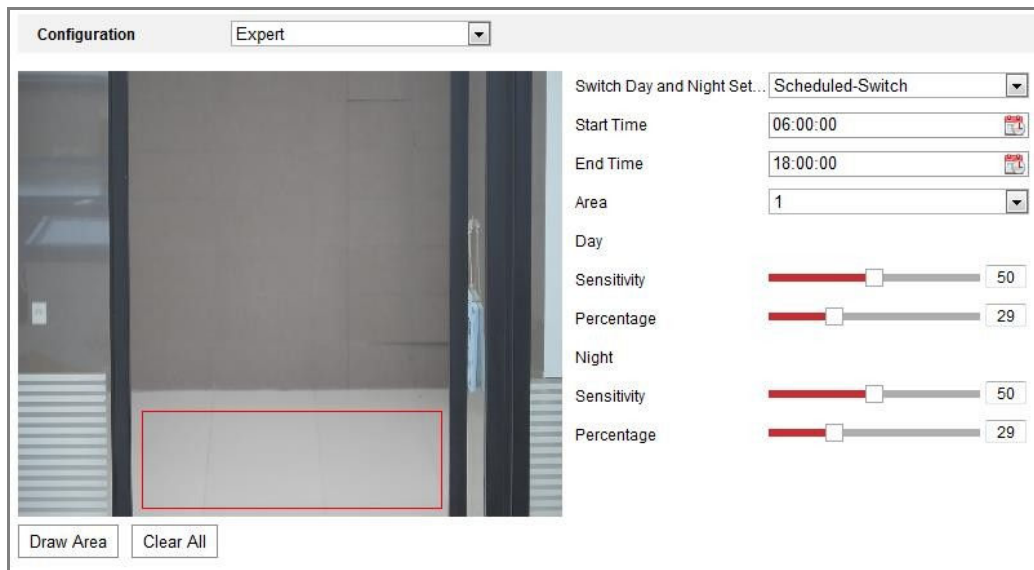 Configuration Expert
Switch Day and Night Set... Scheduled-Switch
Start Time 06:00:00
End Time 18:00:00
Area 1
Day
Sensitivity 50
Percentage 29
Night
Sensitivity 50
Percentage 29
Draw Area Clear All